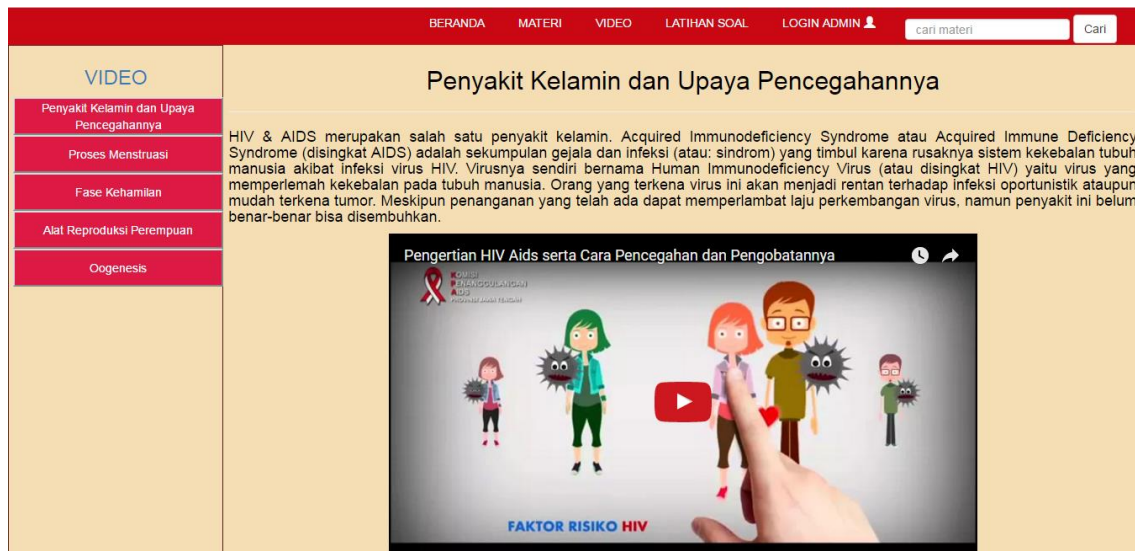 BERANDA MATERI VIDEO LATIHAN SOAL LOGIN ADMIN cari materi Cari
VIDEO
Penyakit Kelamin dan Upaya
Pencegahannya
Proses Menstruasi
Fase Kehamilan
Alat Reproduksi Perempuan
Oogenesis
Penyakit Kelamin dan Upaya Pencegahannya
HIV & AIDS merupakan salah satu penyakit kelamin. Acquired Immunodeficiency Syndrome atau Acquired Immune Deficiency
Syndrome (disingkat AIDS) adalah sekumpulan gejala dan infeksi (atau: sindrom) yang timbul karena rusaknya sistem kekebalan tubuh
manusia akibat infeksi virus HIV. Virusnya sendiri bernama Human Immunodeficiency Virus (atau disingkat HIV) yaitu virus yang
memperlemah kekebalan pada tubuh manusia. Orang yang terkena virus ini akan menjadi rentan terhadap infeksi oportunistik ataupun
mudah terkena tumor. Meskipun penanganan yang telah ada dapat memperlambat laju perkembangan virus, namun penyakit ini belum
benar-benar bisa disembuhkan.
Pengertian HIV Aids serta Cara Pencegahan dan Pengobatannya
KOMISI
PENANGGULANGAN
AIDS
PROVINSI JAWA TENGAH
FAKTOR RISIKO HIV